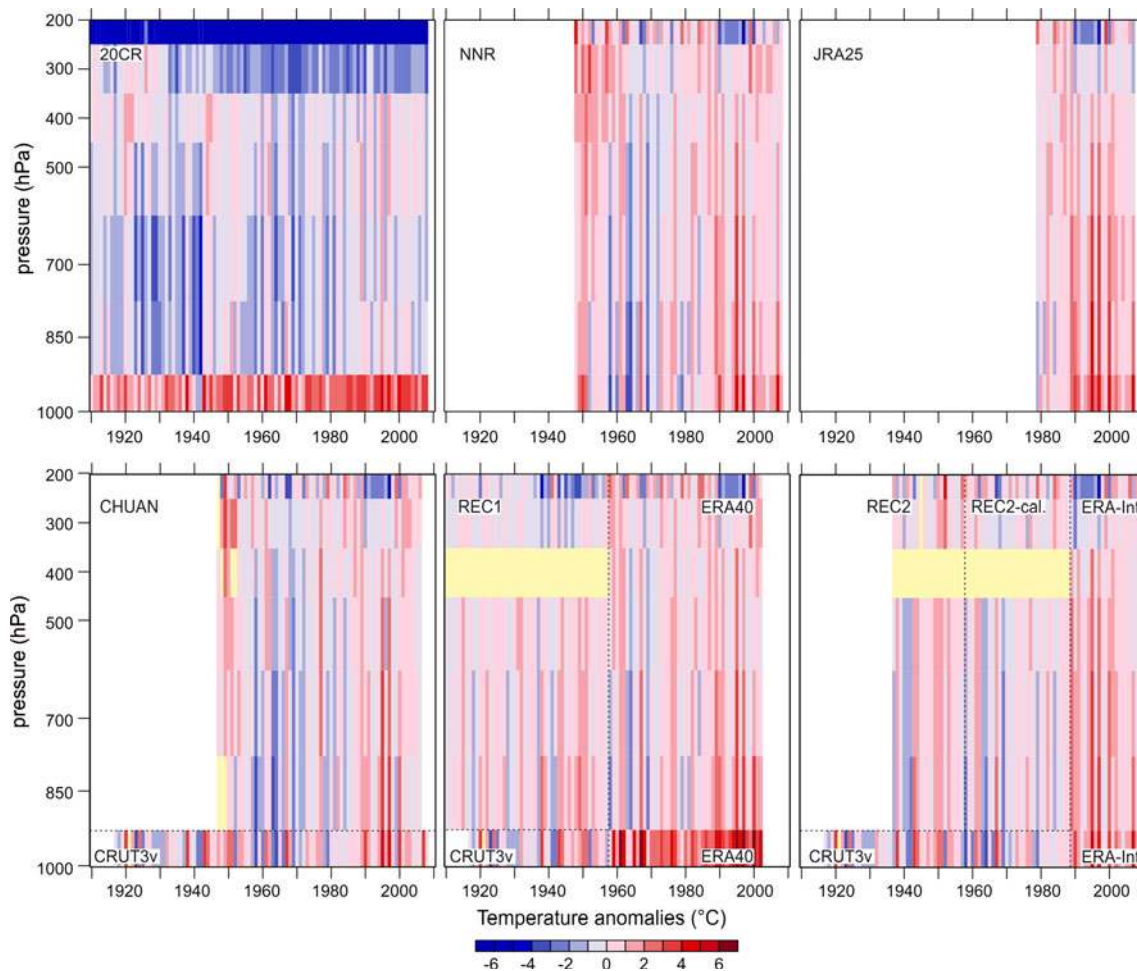 200
300
400
500
700
850
1000
pressure (hPa)
20CR
NNR
JRA25
1920 1940 1960 1980 2000
1920 1940 1960 1980 2000
1920 1940 1960 1980 2000
200
300
400
500
700
850
1000
pressure (hPa)
CHUAN
REC1
ERA40
REC2
REC2-cal.
ERA-Int
CRUT3v
CRUT3v
ERA40
CRUT3v
ERA-Int
1920 1940 1960 1980 2000
1920 1940 1960 1980 2000
1920 1940 1960 1980 2000
Temperature anomalies (°C)
-6 -4 -2 0 2 4 6